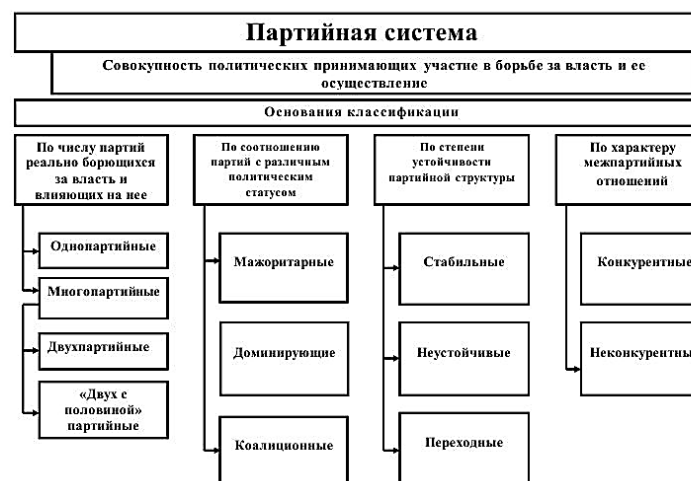 Партийная система
Совокупность политических принимающих участие в борьбе за власть и ее
осуществление
Основания классификации
По числу партий
реально борющихся
за власть и
влияющих на нее
По соотношению
партий с различным
политическим
статусом
По степени
устойчивости
партийной структуры
По характеру
межпартийных
отношений
Однопартийные
Многопартийные
Двухпартийные
«Двух с
половиной»
партийные
Мажоритарные
Доминирующие
Коалиционные
Стабильные
Неустойчивые
Переходные
Конкурентные
Неконкурентны